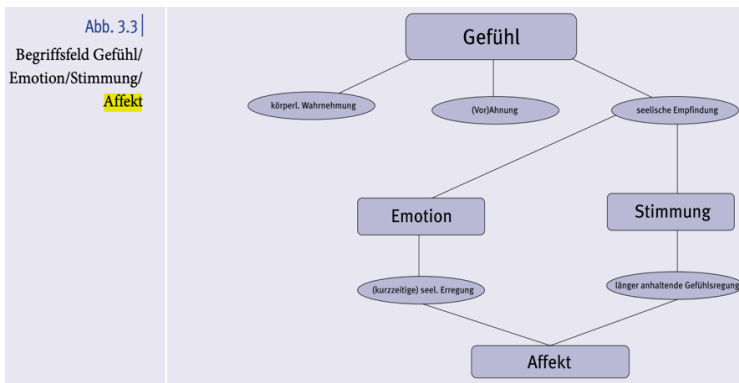 Abb. 3.3
Begriffsfeld Gefühl/
Emotion/Stimmung/
Affekt
Gefühl
körperl. Wahrnehmung
(Vor)Ahnung
seelische Empfindung
Emotion
Stimmung
(kurzzeitige) seel. Erregung
länger anhaltende Gefühlsregung
Affekt